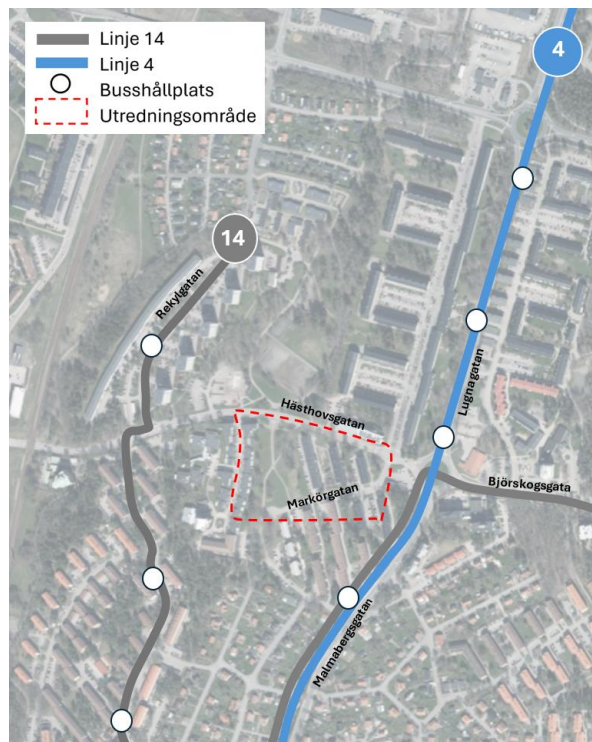 Linje 14
Linje 4
Busshållplats
Utredningsområde
4
14
Rekylgatan
Lugnagatan
Hästhovsgatan
Markörgatan
Björskogsgata
Malmabergsgatan